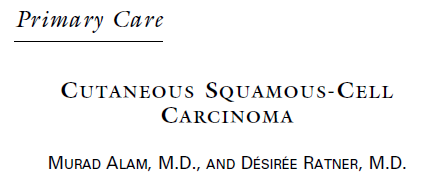 Primary Care
CUTANEOUS SQUAMOUS-CELL
CARCINOMA
MURAD ALAM, M.D., AND DÉSIRÉE RATNER, M.D.